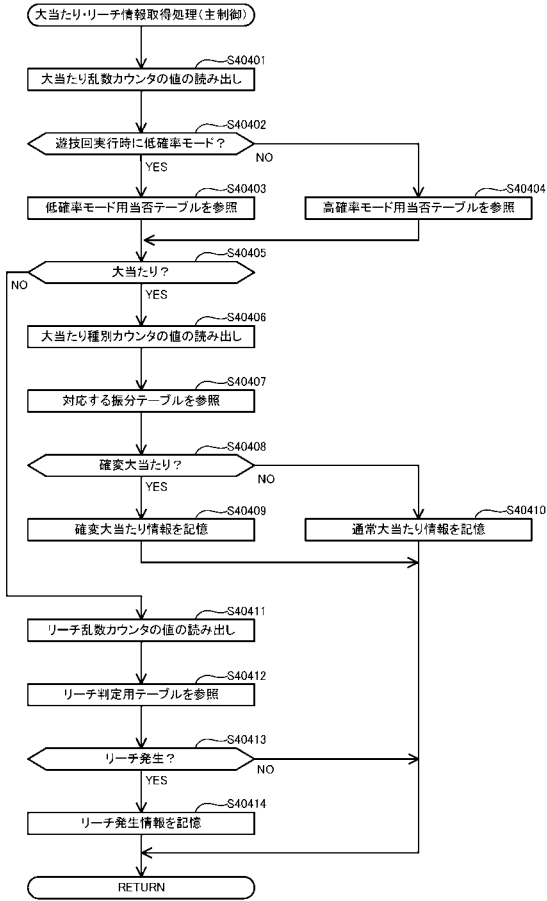 大当たり・リーチ情報取得処理(主制御)
S40401
大当たり乱数カウンタの値の読み出し
S40402
遊技回実行時に低確率モード?
NO
YES
S40403
低確率モード用当否テーブルを参照
S40404
高確率モード用当否テーブルを参照
S40405
大当たり?
NO
YES
S40406
大当たり種別カウンタの値の読み出し
S40407
対応する振分テーブルを参照
S40408
確変大当たり?
NO
YES
S40409
確変大当たり情報を記憶
S40410
通常大当たり情報を記憶
S40411
リーチ乱数カウンタの値の読み出し
S40412
リーチ判定用テーブルを参照
S40413
リーチ発生?
NO
YES
S40414
リーチ発生情報を記憶
RETURN